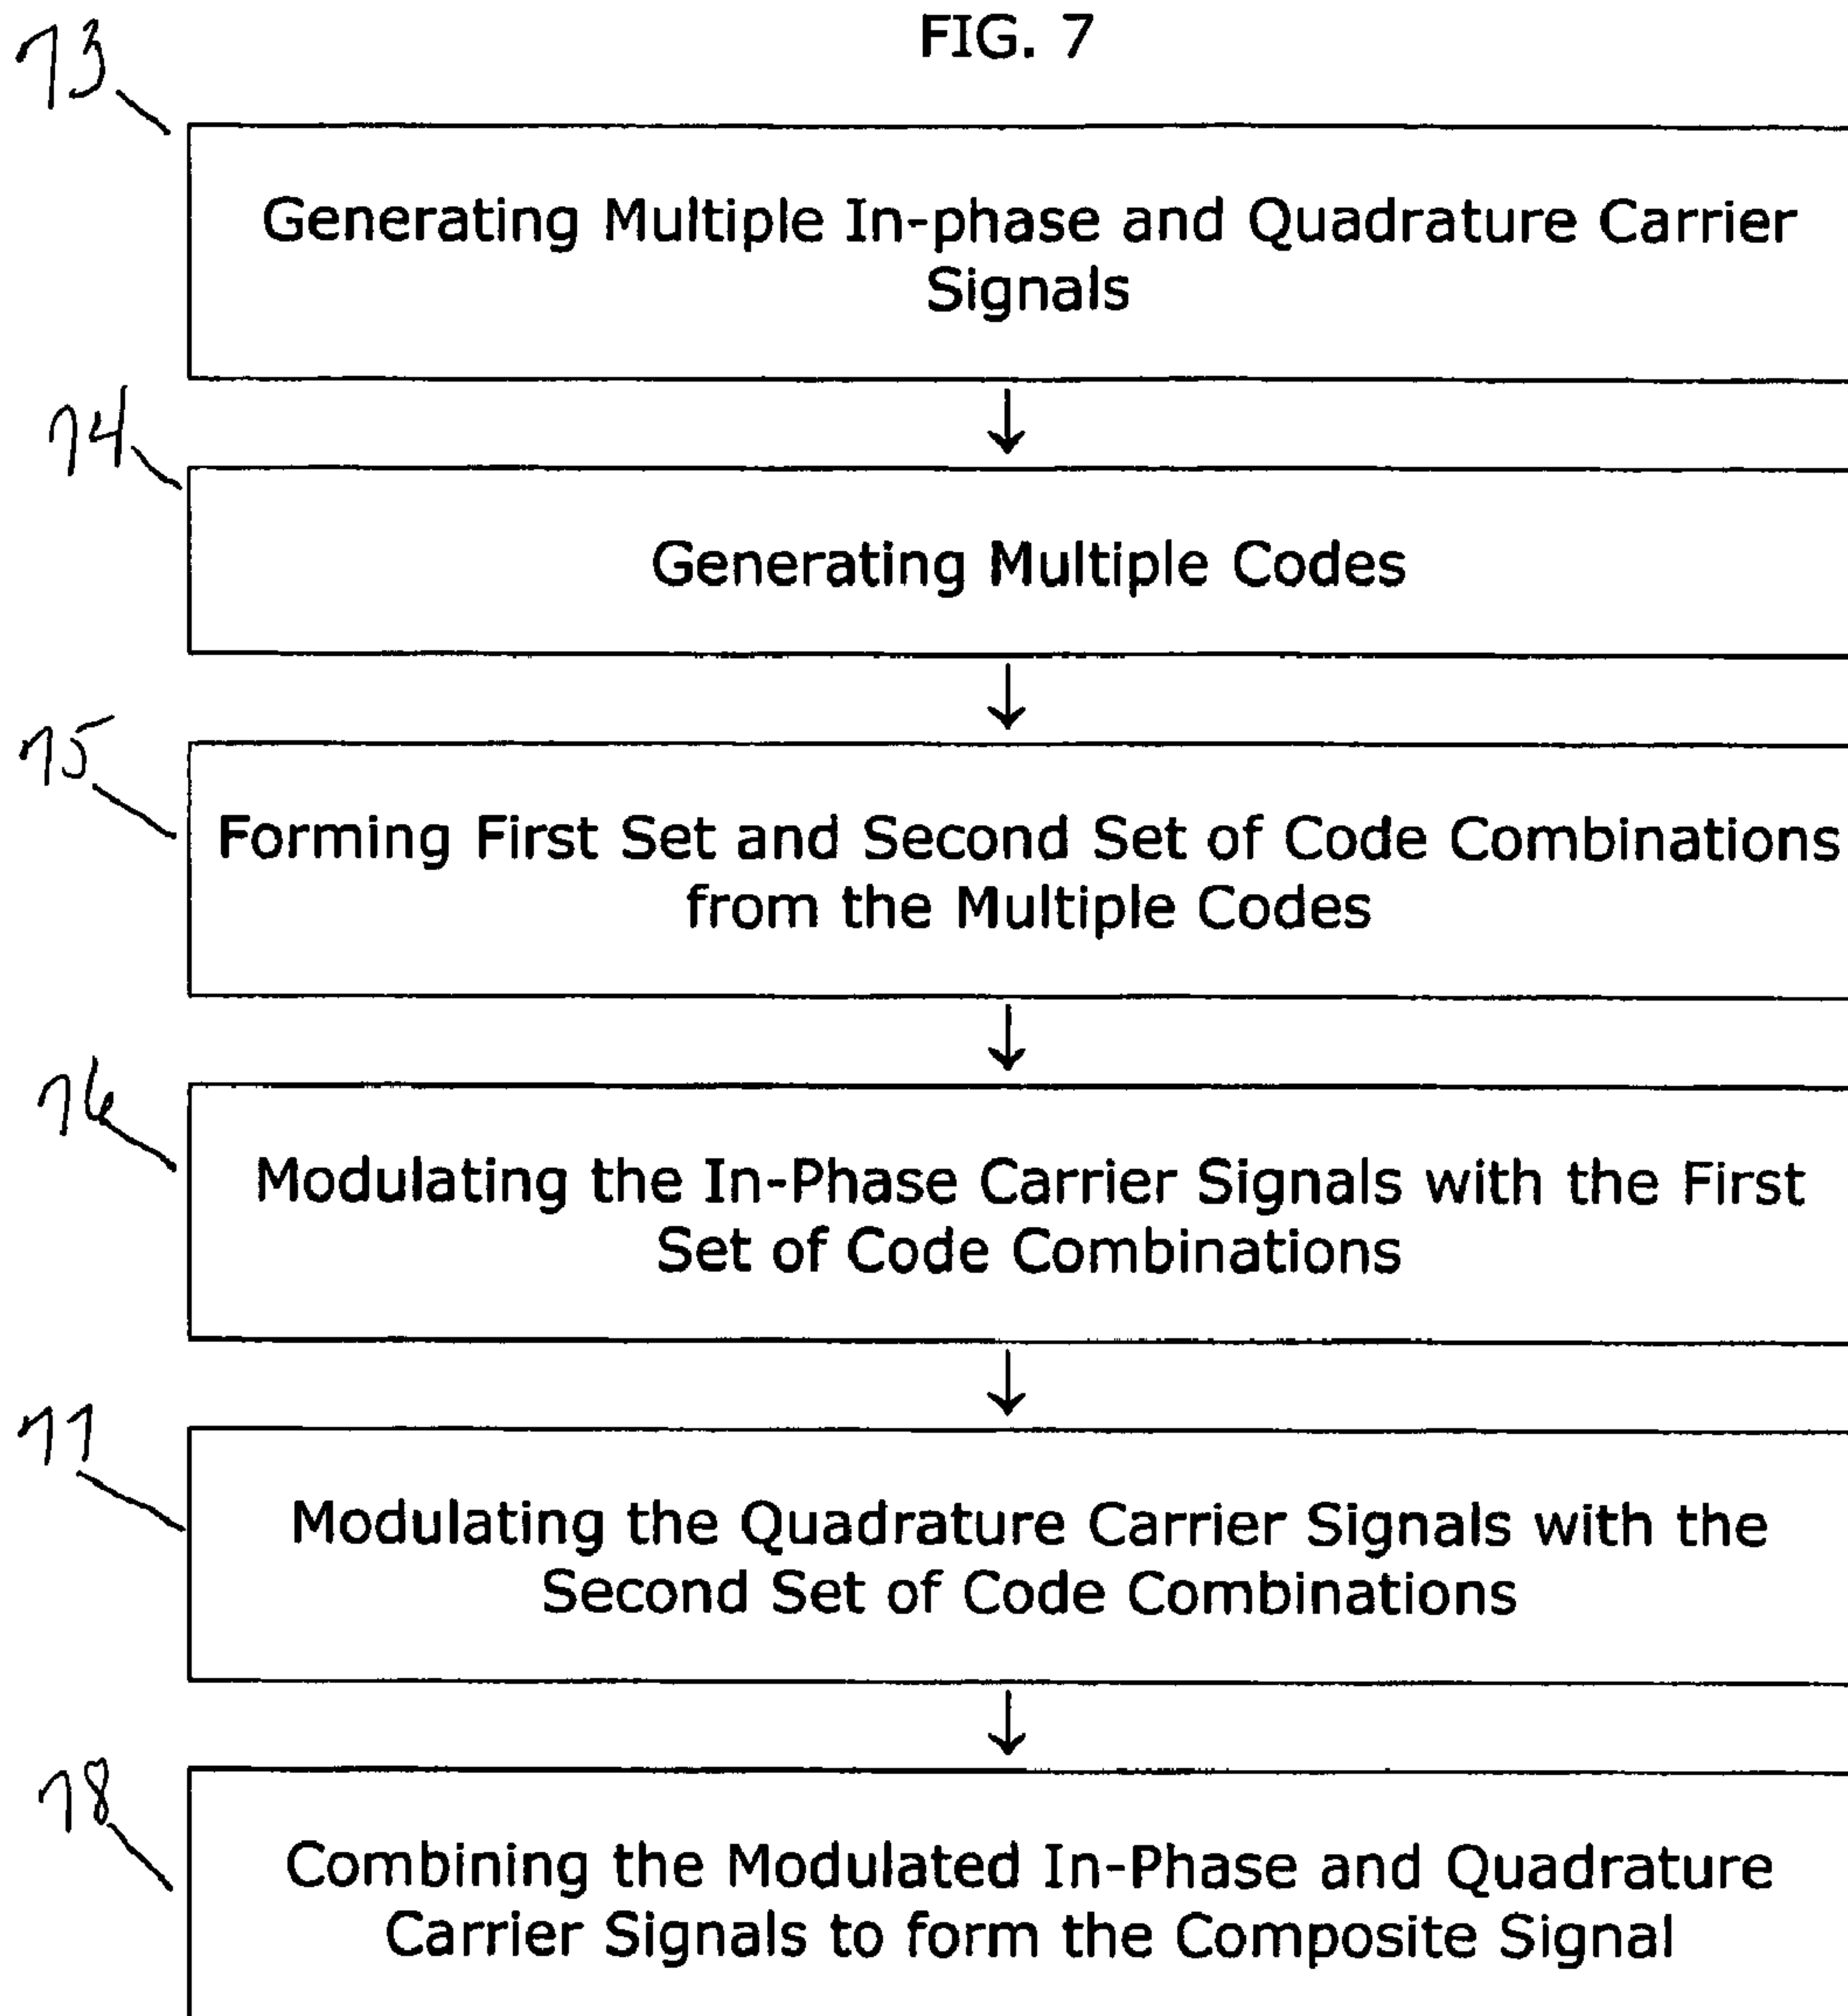 FIG. 7
73
Generating Multiple In-phase and Quadrature Carrier
Signals
74
Generating Multiple Codes
75
Forming First Set and Second Set of Code Combinations
from the Multiple Codes
76
Modulating the In-Phase Carrier Signals with the First
Set of Code Combinations
77
Modulating the Quadrature Carrier Signals with the
Second Set of Code Combinations
78
Combining the Modulated In-Phase and Quadrature
Carrier Signals to form the Composite Signal